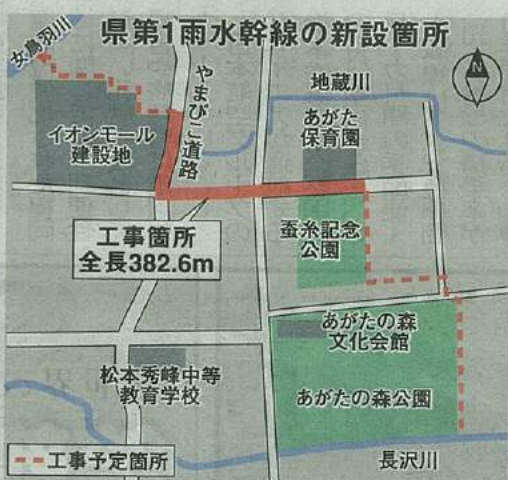 県第1雨水幹線の新設箇所
女鳥羽川
N
やまびこ道路
地蔵川
イオンモール
建設地
あがた
保育園
工事箇所
全長382.6m
蚕糸記念
公園
あがたの森
文化会館
松本秀峰中等
教育学校
あがたの森公園
工事予定箇所
長沢川